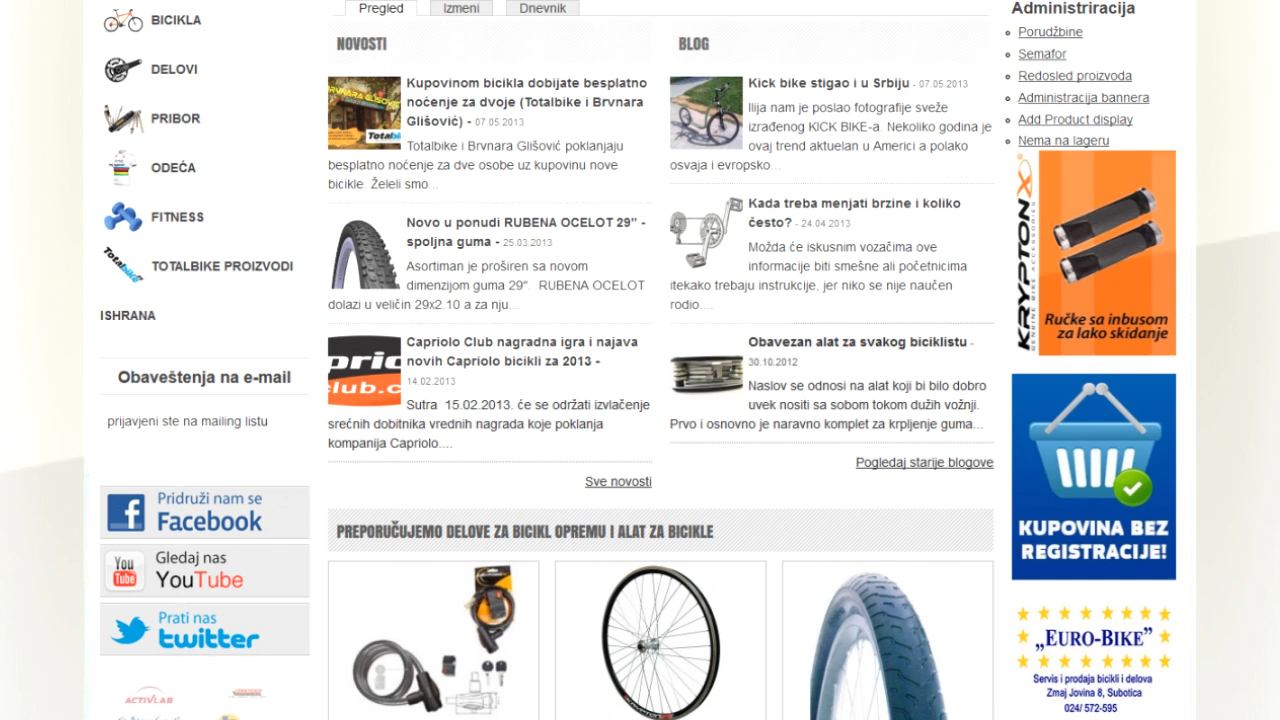 BICIKLA
DELOVI
PRIBOR
ODEĆA
FITNESS
Totalbike
TOTALBIKE PROIZVODI
ISHRANA
Obaveštenja na e-mail
prijavjeni ste na mailing listu
Pridruži nam se
Facebook
Gledaj nas
YouTube
You
Tube
Prati nas
twitter
ACTIVLAB
Pregled
Izmeni
Dnevnik
NOVOSTI
Kupovinom bicikla dobijate besplatno
noćenje za dvoje (Totalbike i Brvnara
Glišović) - 07.05.2013
Totalbike i Brvnara Glišović poklanjaju
besplatno noćenje za dve osobe uz kupovinu nove
bicikle. Želeli smo...
Novo u ponudi RUBENA OCELOT 29" -
spoljna guma - 25.03.2013
Asortiman je proširen sa novom
dimenzijom guma 29". RUBENA OCELOT
dolazi u veličin 29x2.10 a za nju...
Capriolo Club nagradna igra i najava
novih Capriolo bicikli za 2013 -
14.02.2013
Sutra 15.02.2013. će se održati izvlačenje
srećnih dobitnika vrednih nagrada koje poklanja
kompanija Capriolo....
Sve novosti
BLOG
Kick bike stigao i u Srbiju - 07.05.2013
Ilija nam je poslao fotografije sveže
izrađenog KICK BIKE-a. Nekoliko godina je
ovaj trend aktuelan u Americi a polako
osvaja i evropsko...
Kada treba menjati brzine i koliko
često? - 24.04.2013
Možda će iskusnim vozačima ove
informacije biti smešne ali početnicima
itekako trebaju instrukcije, jer niko se nije naučen
rodio....
Obavezan alat za svakog biciklistu -
30.10.2012
Naslov se odnosi na alat koji bi bilo dobro
uvek nositi sa sobom tokom dužih vožnji.
Prvo i osnovno je naravno komplet za krpljenje guma...
Pogledaj starije blogove
PREPORUČUJEMO DELOVE ZA BICIKL OPREMU I ALAT ZA BICIKLE
Administriracija
Porudžbine
Semafor
Redosled proizvoda
Administracija bannera
Add Product display
Nema na lageru
KRYPTON X
GENUINE BIKE ACCESSORIES
Ručke sa inbusom
za lako skidanje
KUPOVINA BEZ
REGISTRACIJE!
„EURO-BIKE”
Servis i prodaja bicikli i delova
Zmaj Jovina 8, Subotica
024/ 572-595